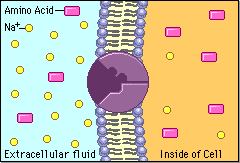 Amino Acid
Na+
Extracellular fluid
Inside of Cell